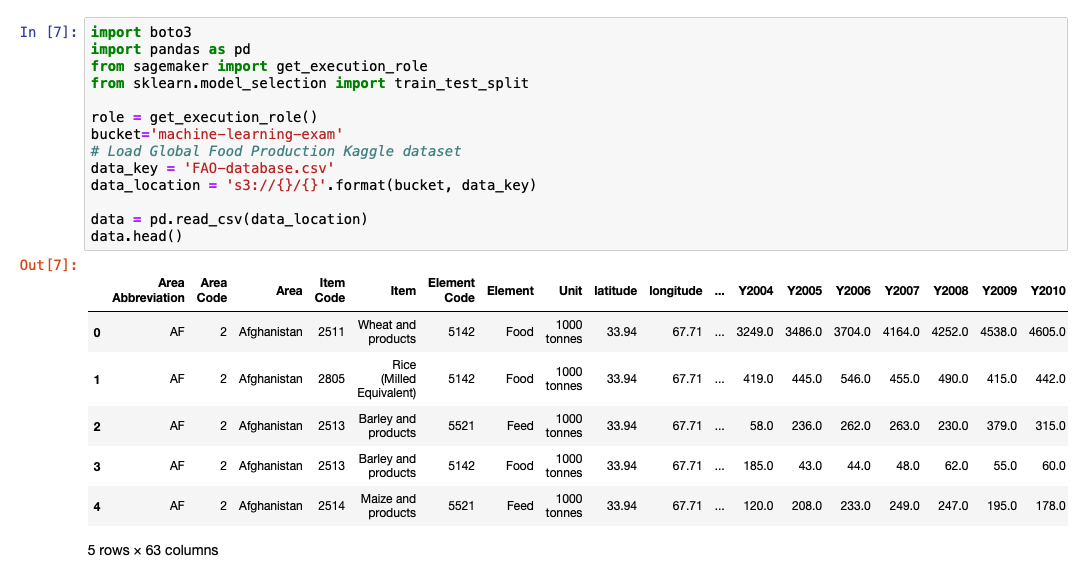 In [7]: import boto3
import pandas as pd
from sagemaker import get_execution_role
from sklearn.model_selection import train_test_split
role = get_execution_role()
bucket='machine-learning-exam'
# Load Global Food Production Kaggle dataset
data_key = 'FAO-database.csv'
data_location = 's3://{}/{}'.format(bucket, data_key)
data = pd.read_csv(data_location)
data.head()
Out[7]:
Area Abbreviation Area Code Area Item Code Item Element Code Element Unit latitude longitude ... Y2004 Y2005 Y2006 Y2007 Y2008 Y2009 Y2010
0 AF 2 Afghanistan 2511 Wheat and products 5142 Food 1000 tonnes 33.94 67.71 ... 3249.0 3486.0 3704.0 4164.0 4252.0 4538.0 4605.0
1 AF 2 Afghanistan 2805 Rice (Milled Equivalent) 5142 Food 1000 tonnes 33.94 67.71 ... 419.0 445.0 546.0 455.0 490.0 415.0 442.0
2 AF 2 Afghanistan 2513 Barley and products 5521 Feed 1000 tonnes 33.94 67.71 ... 58.0 236.0 262.0 263.0 230.0 379.0 315.0
3 AF 2 Afghanistan 2513 Barley and products 5142 Food 1000 tonnes 33.94 67.71 ... 185.0 43.0 44.0 48.0 62.0 55.0 60.0
4 AF 2 Afghanistan 2514 Maize and products 5521 Feed 1000 tonnes 33.94 67.71 ... 120.0 208.0 233.0 249.0 247.0 195.0 178.0
5 rows × 63 columns